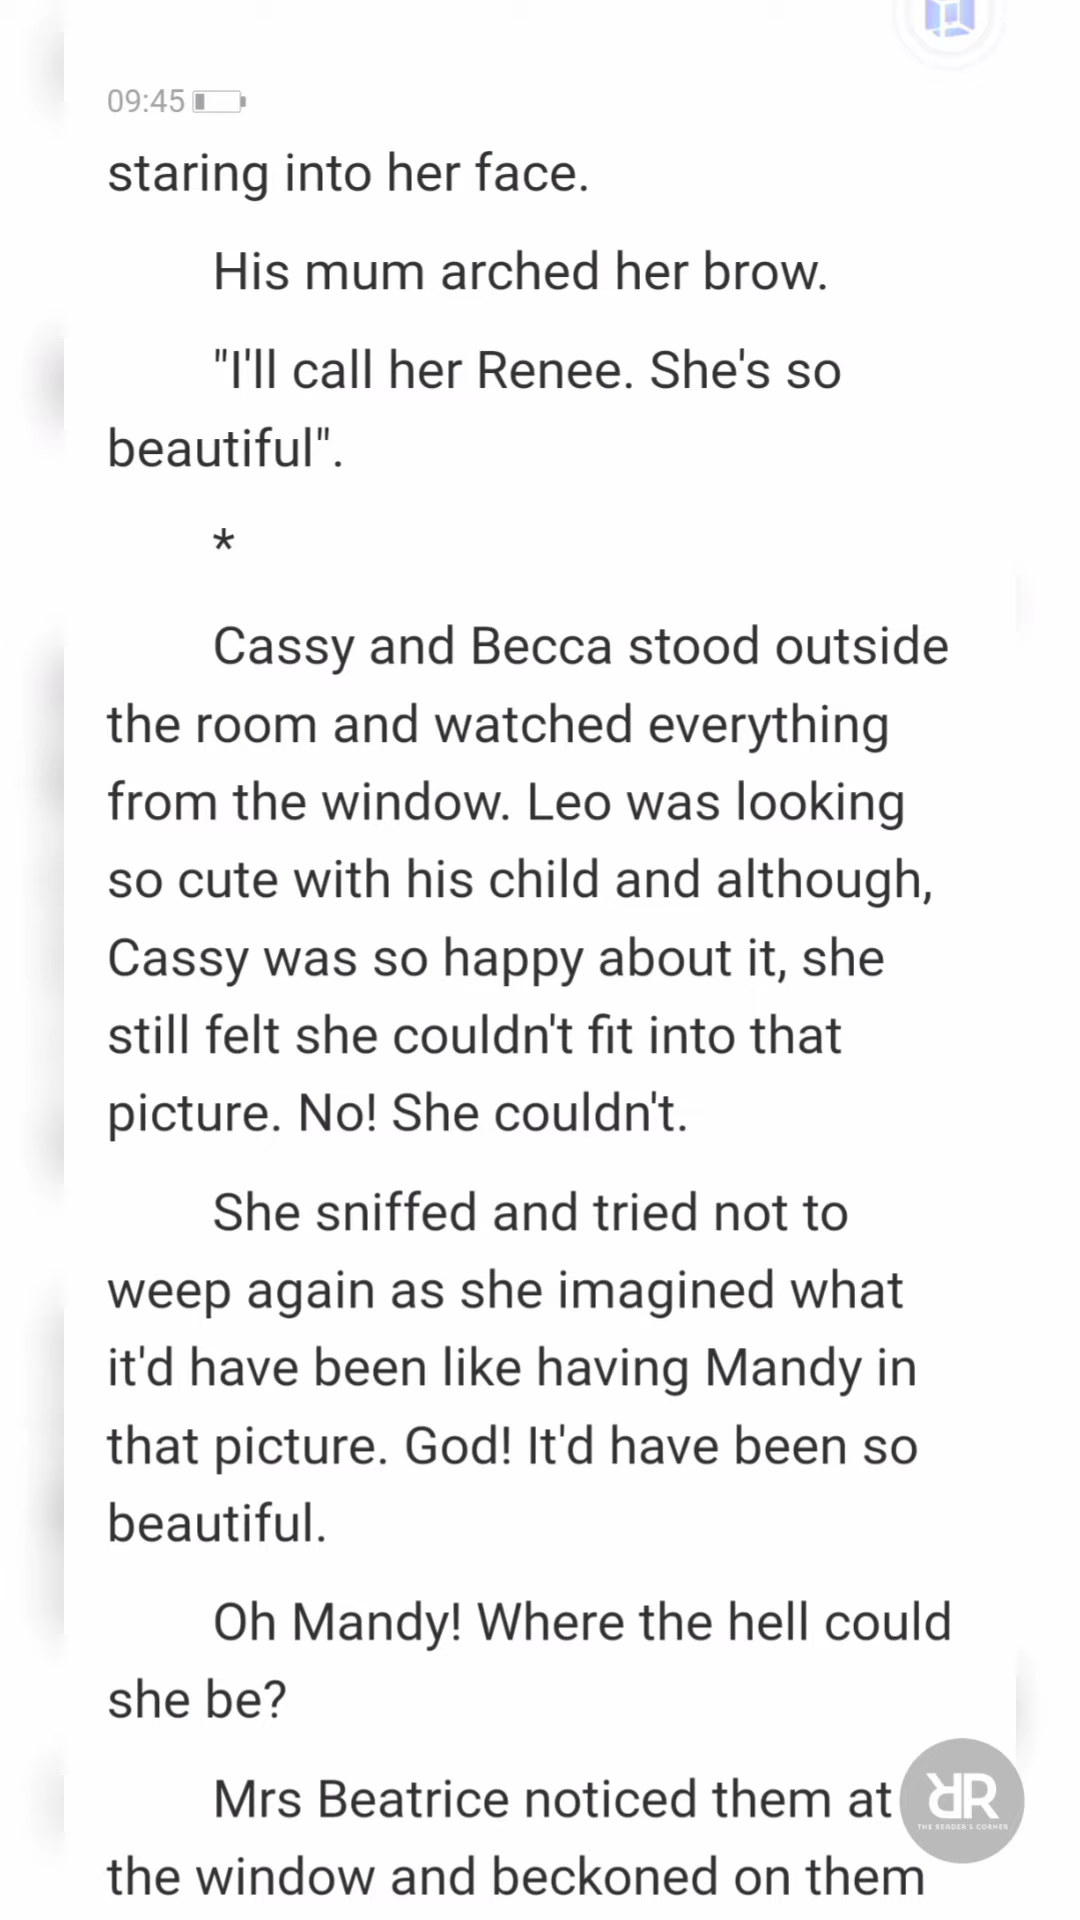 09:45
staring into her face.
His mum arched her brow.
"I'll call her Renee. She's so
beautiful".
*
Cassy and Becca stood outside
the room and watched everything
from the window. Leo was looking
so cute with his child and although,
Cassy was so happy about it, she
still felt she couldn't fit into that
picture. No! She couldn't.
She sniffed and tried not to
weep again as she imagined what
it'd have been like having Mandy in
that picture. God! It'd have been so
beautiful.
Oh Mandy! Where the hell could
she be?
Mrs Beatrice noticed them at
the window and beckoned on them
RR
THE READER'S CORNER